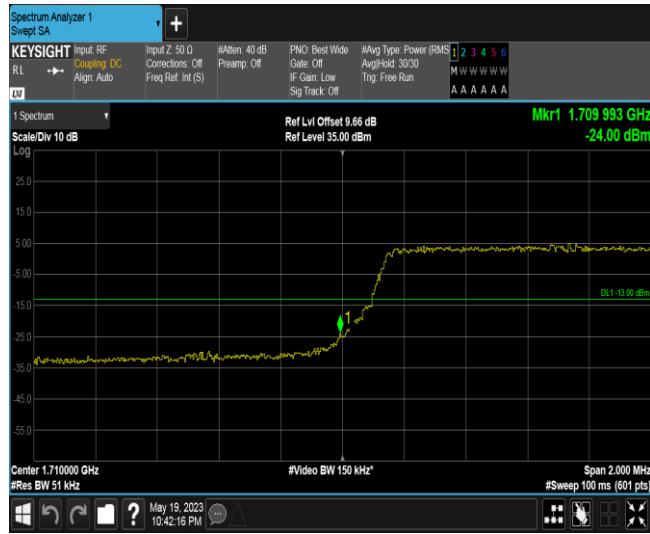 Spectrum Analyzer 1
Swept SA
KEYSIGHT
RL
LXI
Input: RF
Coupling: DC
Align: Auto
Input Z: 50 Ω
Corrections: Off
Freq Ref: Int (S)
#Atten: 40 dB
Preamp: Off
PNO: Best Wide
Gate: Off
IF Gain: Low
Sig Track: Off
#Avg Type: Power (RMS
Avg|Hold: 30/30
Trig: Free Run
1 2 3 4 5 6
M W W W W W
A A A A A A
1 Spectrum
Scale/Div 10 dB
Log
Ref Lvl Offset 9.66 dB
Ref Level 35.00 dBm
Mkr1 1.709 993 GHz
-24.00 dBm
25.0
15.0
5.00
-5.00
-15.0
-25.0
-35.0
-45.0
-55.0
DL1 -13.00 dBm
1
Center 1.710000 GHz
#Res BW 51 kHz
#Video BW 150 kHz*
Span 2.000 MHz
#Sweep 100 ms (601 pts)
?
May 19, 2023
10:42:16 PM